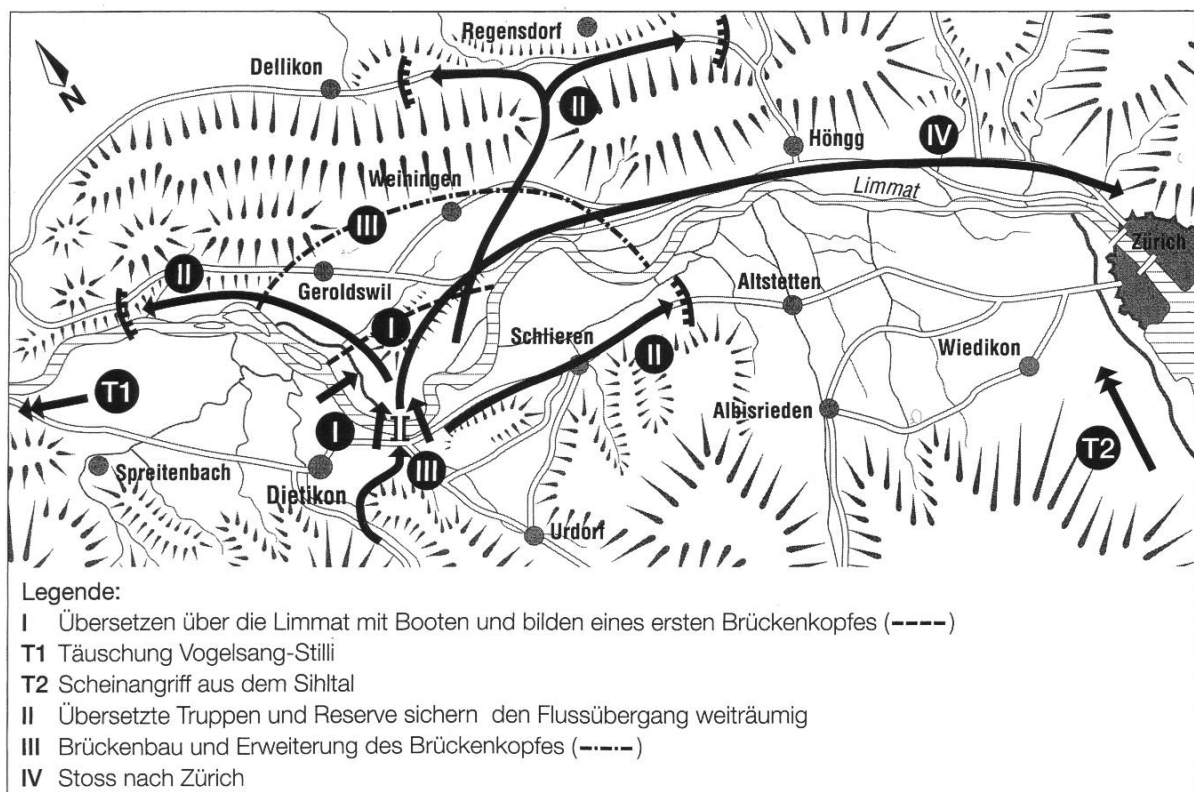 N
Regensdorf
Dellikon
II
Höngg
IV
Weiningen
Limmat
III
Zürich
II
Geroldswil
Altstetten
I
Schlieren
II
Wiedikon
T1
Albisrieden
I
T2
Spreitenbach
III
Dietikon
Urdorf
Legende:
I Übersetzen über die Limmat mit Booten und bilden eines ersten Brückenkopfes (----)
T1 Täuschung Vogelsang-Stilli
T2 Scheinangriff aus dem Sihltal
II Übersetzte Truppen und Reserve sichern den Flussübergang weiträumig
III Brückenbau und Erweiterung des Brückenkopfes (–·–·–)
IV Stoss nach Zürich